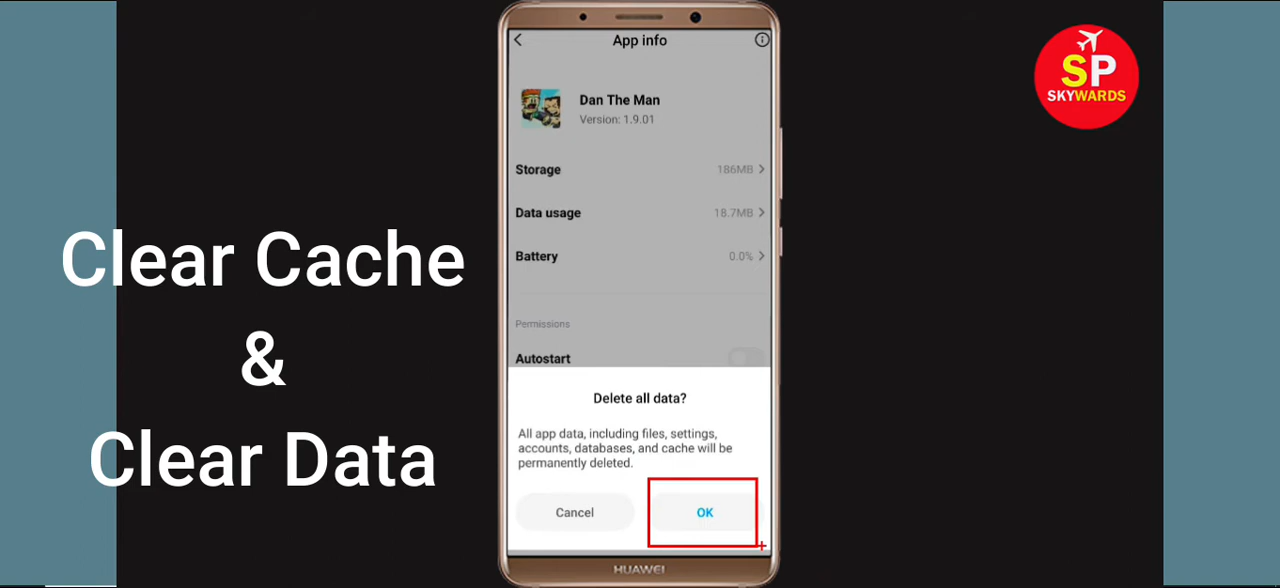 App info
SP
SKYWARDS
Dan The Man
Version: 1.9.01
Storage 186MB
Data usage 18.7MB
Battery 0.0%
Permissions
Autostart
Clear Cache
&
Clear Data
Delete all data?
All app data, including files, settings,
accounts, databases, and cache will be
permanently deleted.
Cancel OK
HUAWEI